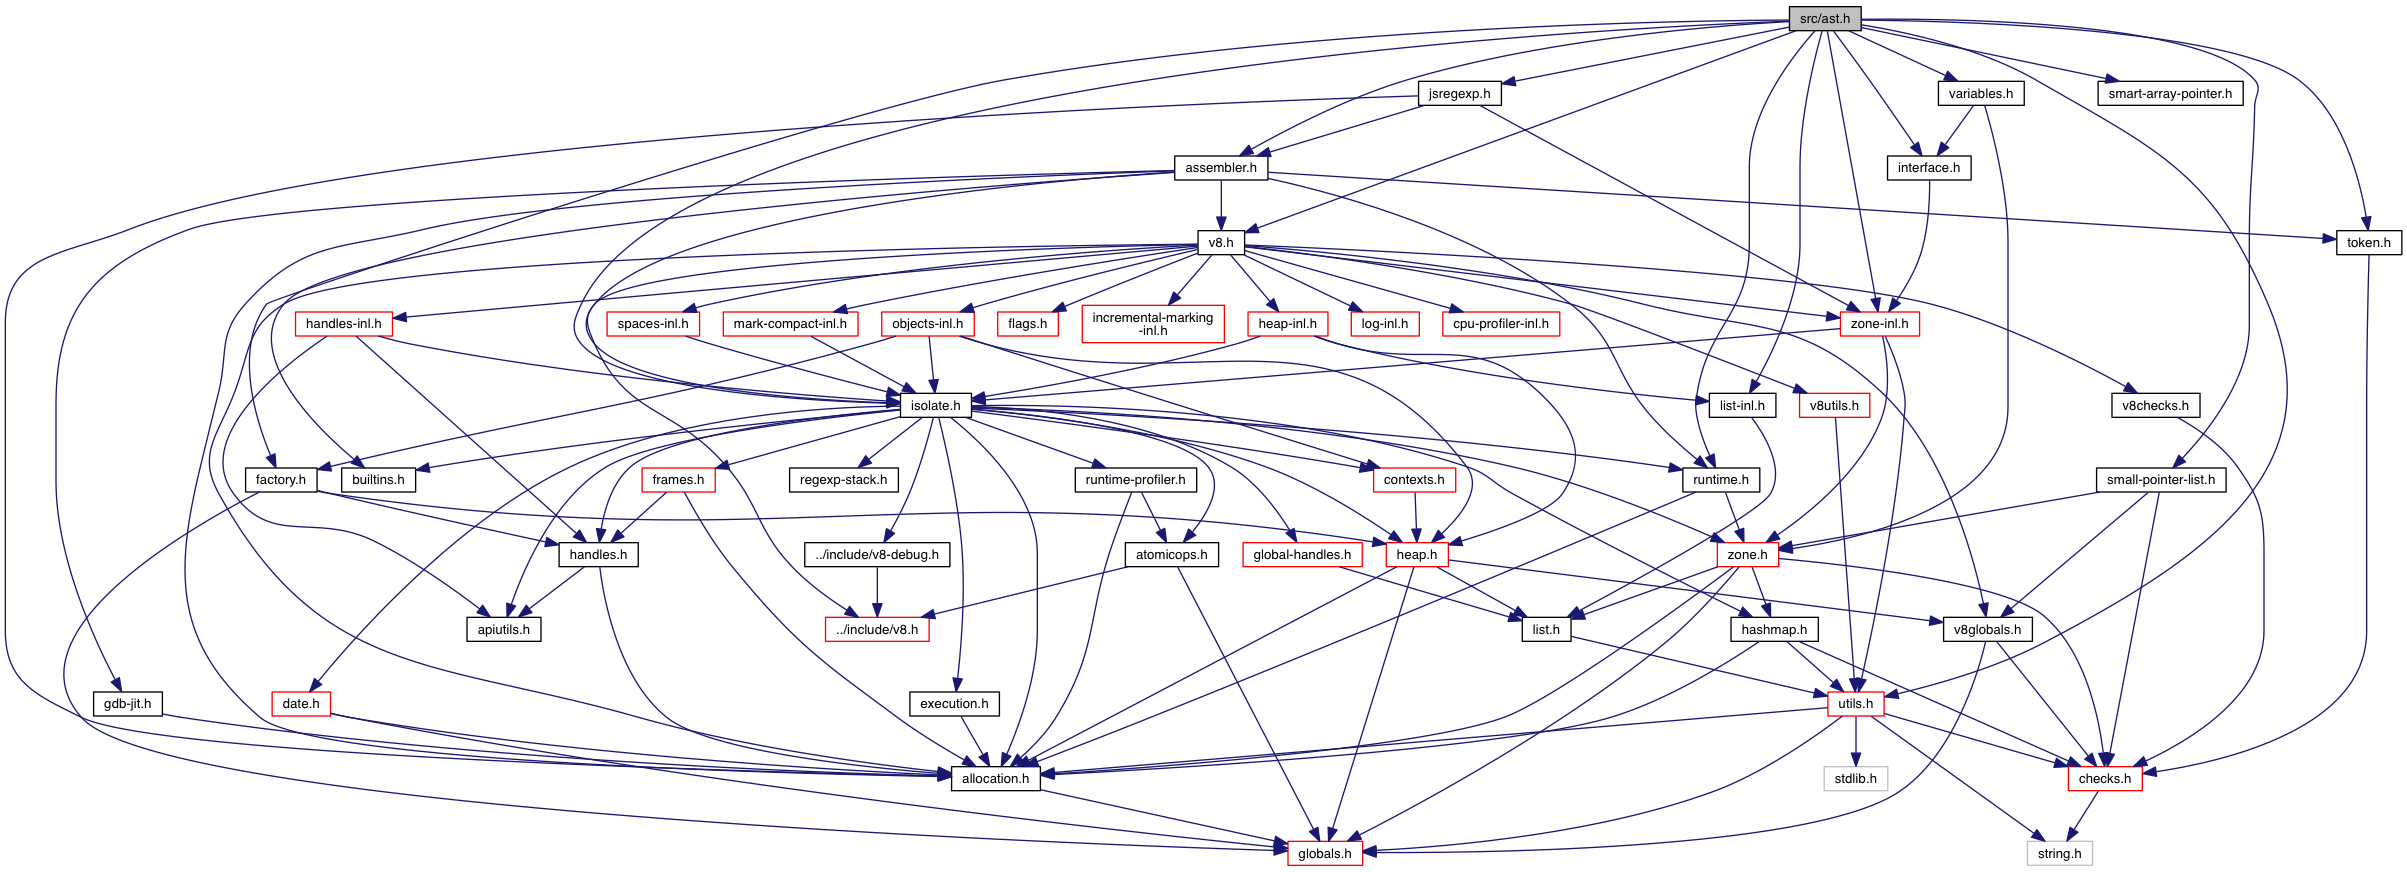 src/ast.h
jsregexp.h
variables.h
smart-array-pointer.h
assembler.h
interface.h
v8.h
token.h
handles-inl.h
spaces-inl.h
mark-compact-inl.h
objects-inl.h
flags.h
incremental-marking
-inl.h
heap-inl.h
log-inl.h
cpu-profiler-inl.h
zone-inl.h
isolate.h
list-inl.h
v8utils.h
v8checks.h
factory.h
builtins.h
frames.h
regexp-stack.h
runtime-profiler.h
contexts.h
runtime.h
small-pointer-list.h
handles.h
../include/v8-debug.h
atomicops.h
global-handles.h
heap.h
zone.h
apiutils.h
../include/v8.h
list.h
hashmap.h
v8globals.h
gdb-jit.h
date.h
execution.h
utils.h
allocation.h
stdlib.h
checks.h
globals.h
string.h